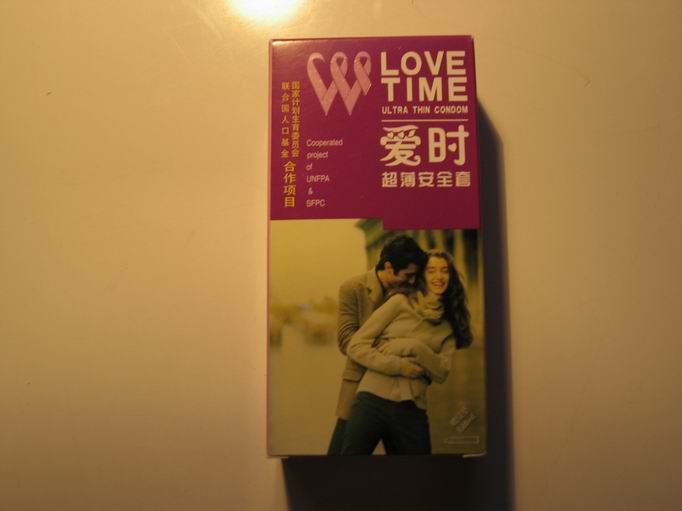 LOVE
TIME
ULTRA THIN CONDOM
爱时
超薄安全套
国家计划生育委员会
联合国人口基金
合作项目
Cooperated
project
of
UNFPA
&
SFPC